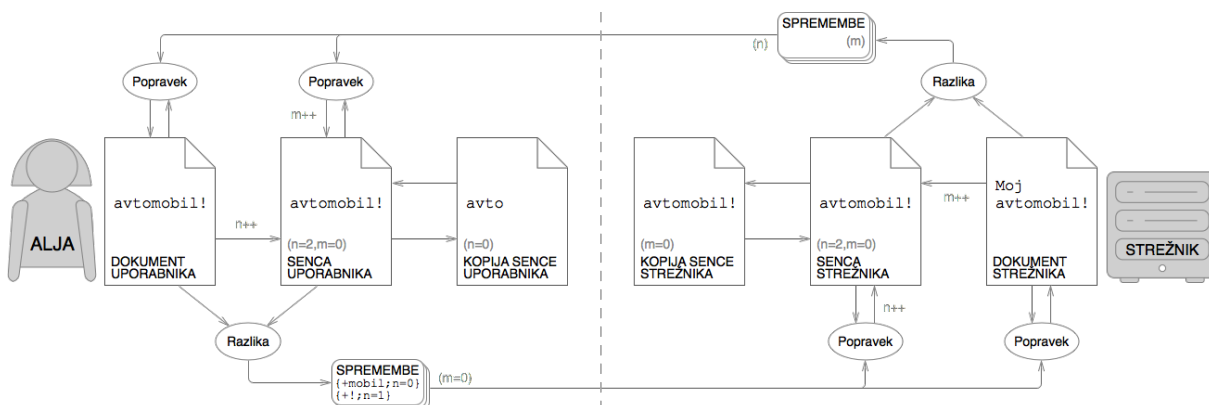 SPREMEMBE
(n)
(m)
Popravek
Popravek
Razlika
m++
ALJA
avtomobil!
DOKUMENT
UPORABNIKA
n++
avtomobil!
(n=2,m=0)
SENCA
UPORABNIKA
avto
(n=0)
KOPIJA SENCE
UPORABNIKA
avtomobil!
(m=0)
KOPIJA SENCE
STREŽNIKA
avtomobil!
(n=2,m=0)
SENCA
STREŽNIKA
m++
Moj
avtomobil!
DOKUMENT
STREŽNIKA
STREŽNIK
n++
Razlika
Popravek
Popravek
SPREMEMBE
{+mobil;n=0}
{+!;n=1}
(m=0)